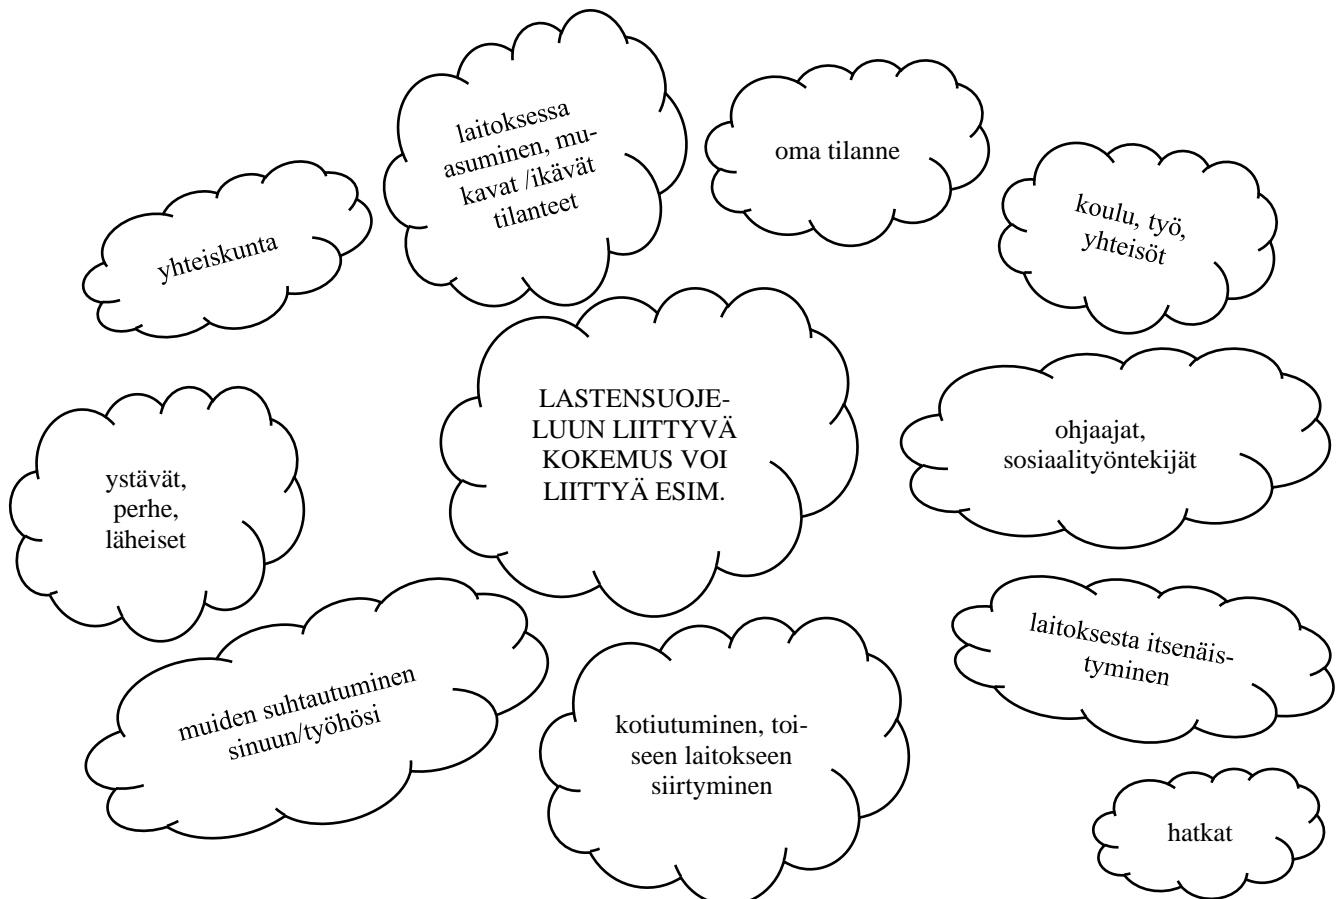 laitoksessa
asuminen, mu-
kavat /ikävät
tilanteet
oma tilanne
koulu, työ,
yhteisöt
yhteiskunta
LASTENSUOJE-
LUUN LIITTYVÄ
KOKEMUS VOI
LIITTYÄ ESIM.
ohjaajat,
sosiaalityöntekijät
ystävät,
perhe,
läheiset
laitoksesta itsenäis-
tyminen
muiden suhtautuminen
sinuun/työhösi
kotiutuminen, toi-
seen laitokseen
siirtyminen
hatkat